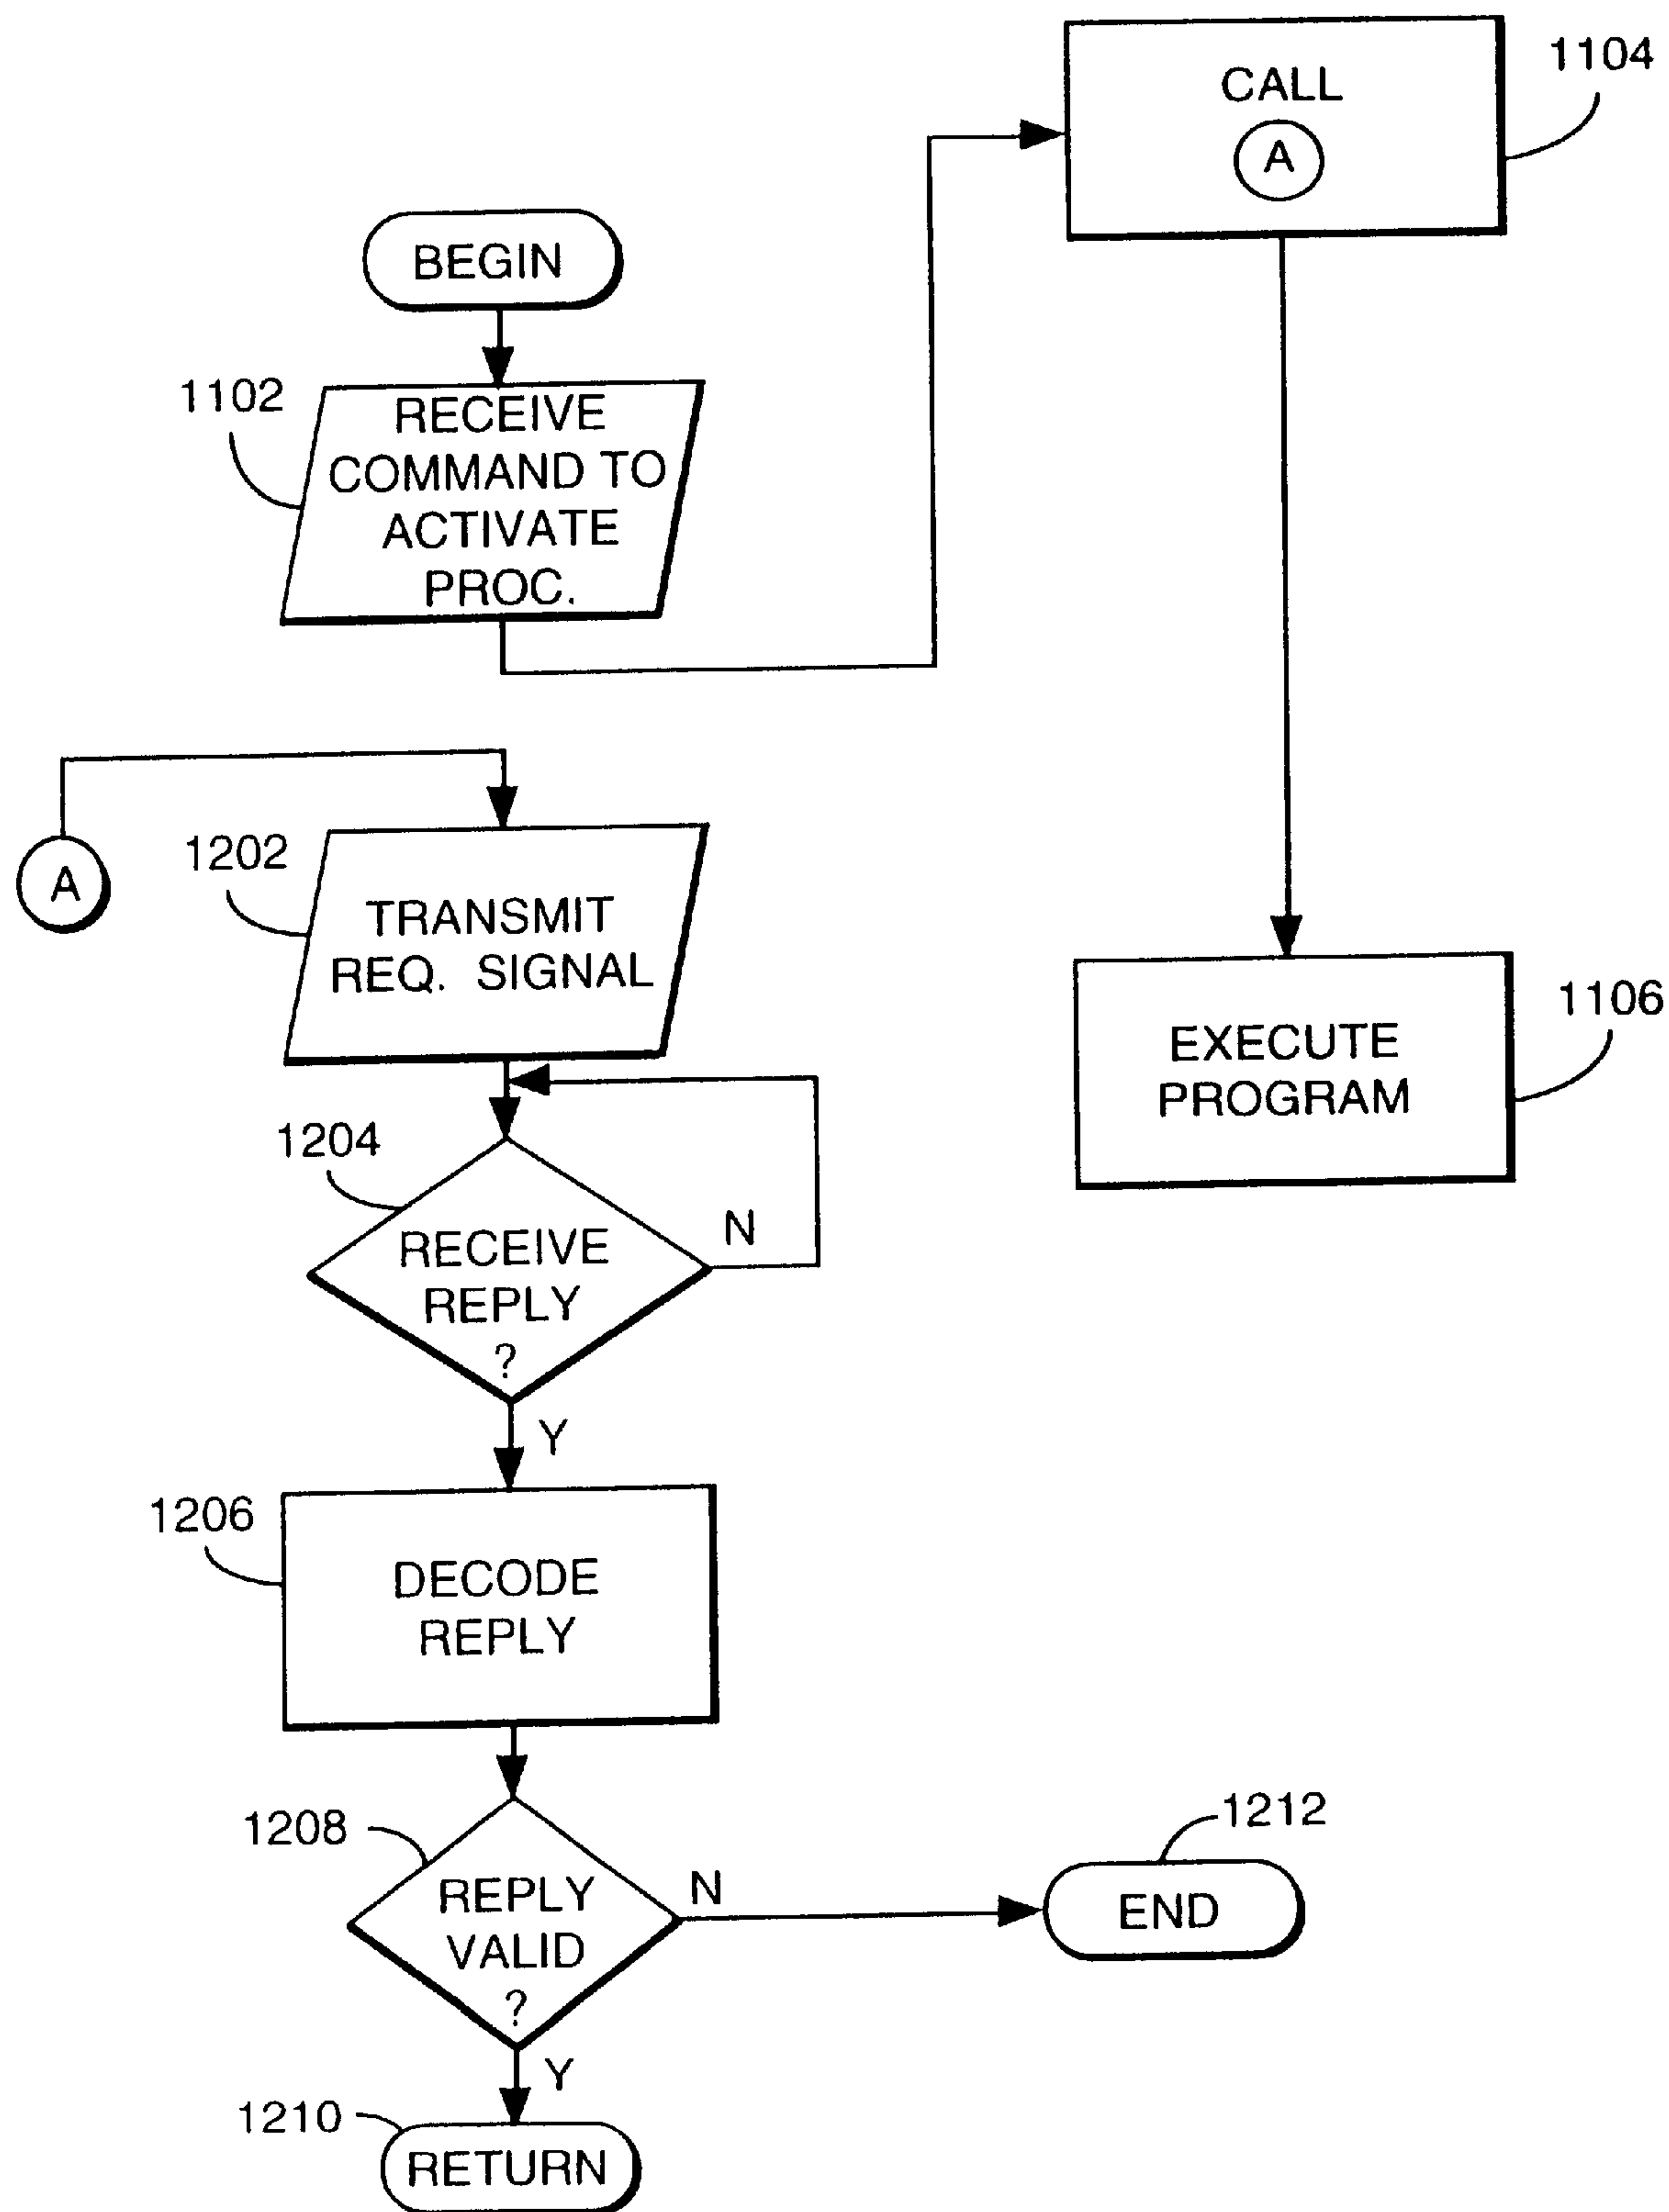 BEGIN
1102
RECEIVE
COMMAND TO
ACTIVATE
PROC.
CALL
A
1104
A
1202
TRANSMIT
REQ. SIGNAL
1204
RECEIVE
REPLY
?
N
Y
1206
DECODE
REPLY
1208
REPLY
VALID
?
N
END
1212
Y
1210
RETURN
EXECUTE
PROGRAM
1106